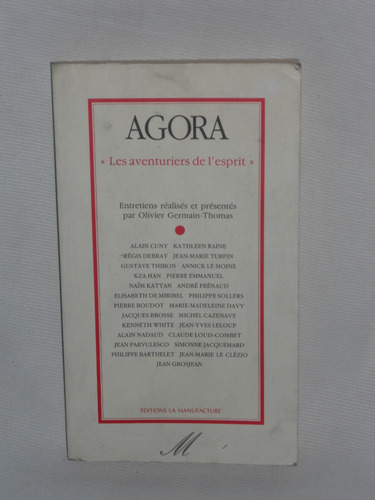 AGORA
« Les aventuriers de l'esprit »
Entretiens réalisés et présentés
par Olivier Germain-Thomas
ALAIN CUNY KATHLEEN RAINE
RÉGIS DEBRAY JEAN-MARIE TURPIN
GUSTAVE THIBON ANNICK LE MOINE
KZA HAN PIERRE EMMANUEL
NAÏM KATTAN ANDRÉ FRÉNAUD
ELISABETH DE MIRIBEL PHILIPPE SOLLERS
PIERRE BOUDOT MARIE-MADELEINE DAVY
JACQUES BROSSE MICHEL CAZENAVE
KENNETH WHITE JEAN-YVES LELOUP
ALAIN NADAUD CLAUDE LOUIS-COMBET
JEAN PARVULESCO SIMONNE JACQUEMARD
PHILIPPE BARTHELET JEAN-MARIE LE CLÉZIO
JEAN GROSJEAN
EDITIONS LA MANUFACTURE
M